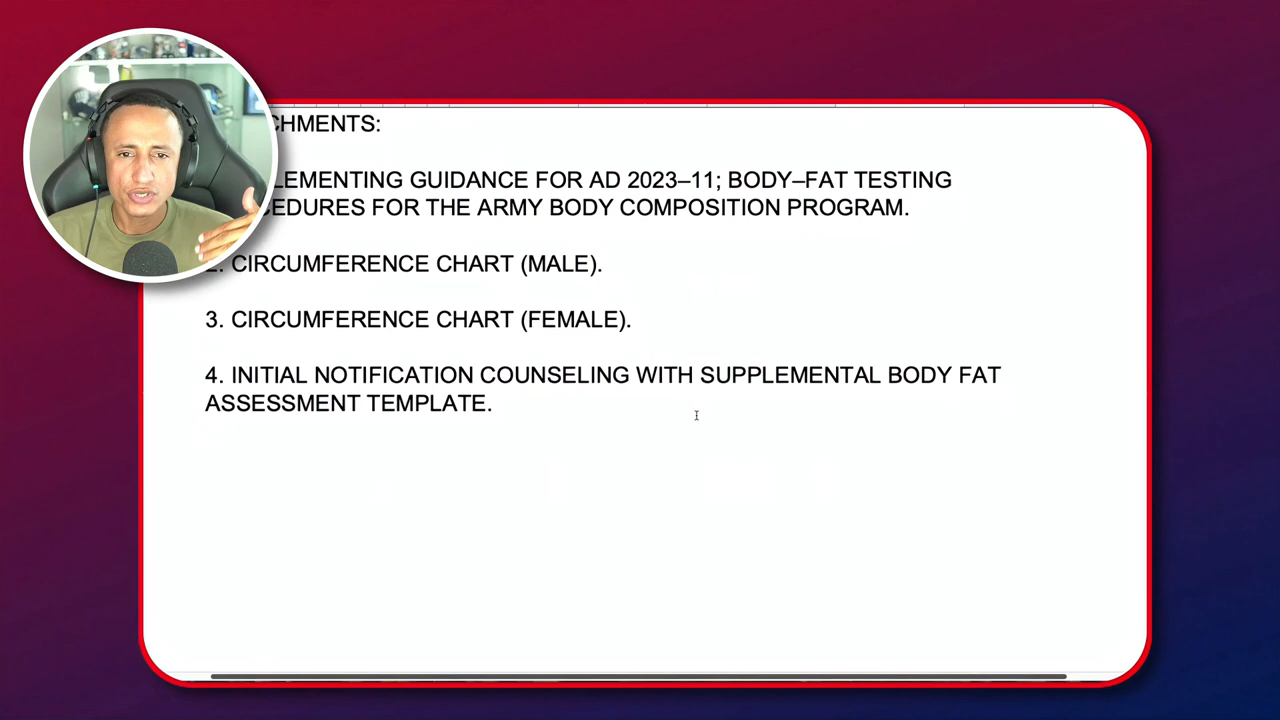 CHMENTS:
LEMENTING GUIDANCE FOR AD 2023–11; BODY–FAT TESTING
EDURES FOR THE ARMY BODY COMPOSITION PROGRAM.
2. CIRCUMFERENCE CHART (MALE).
3. CIRCUMFERENCE CHART (FEMALE).
4. INITIAL NOTIFICATION COUNSELING WITH SUPPLEMENTAL BODY FAT
ASSESSMENT TEMPLATE.